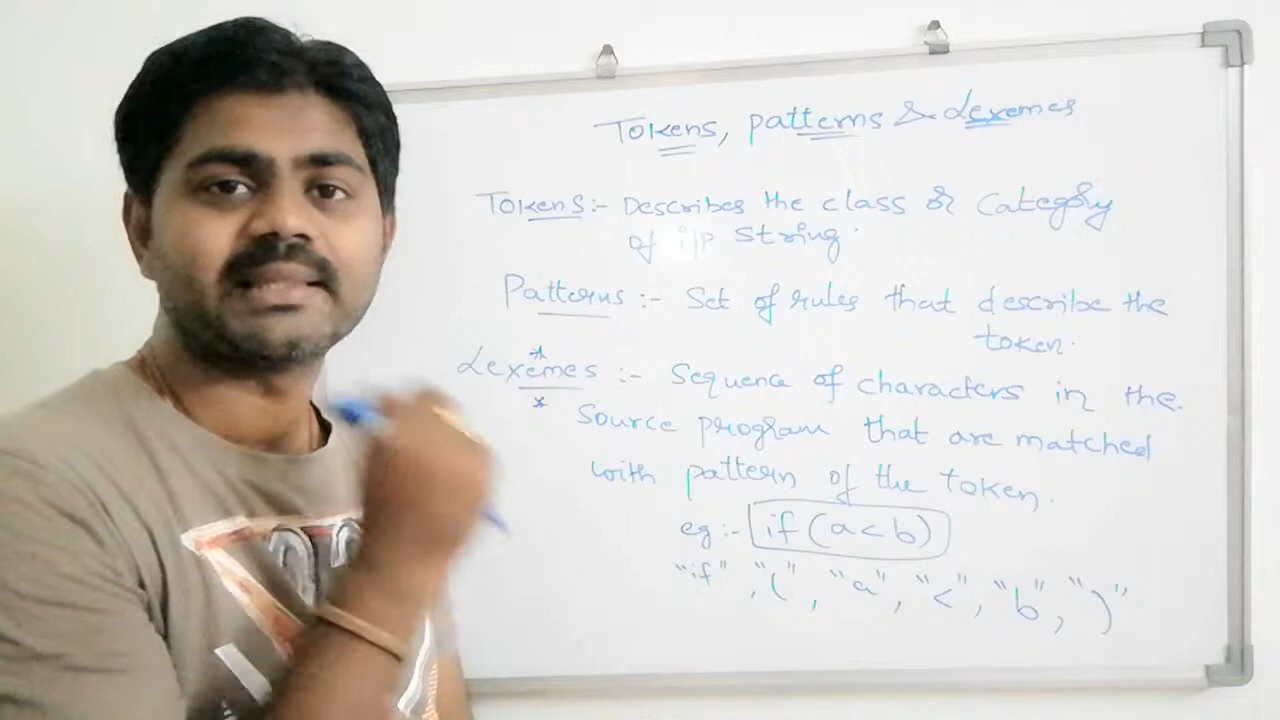 Tokens, patterns & Lexemes
Tokens:- Describes the class or Category
of i/p string.
Patterns :- Set of rules that describe the
token.
Lexemes :- Sequence of characters in the
Source program that are matched
with pattern of the token.
eg:- if (a<b)
"if" , "(", "a", "<", "b", ")"